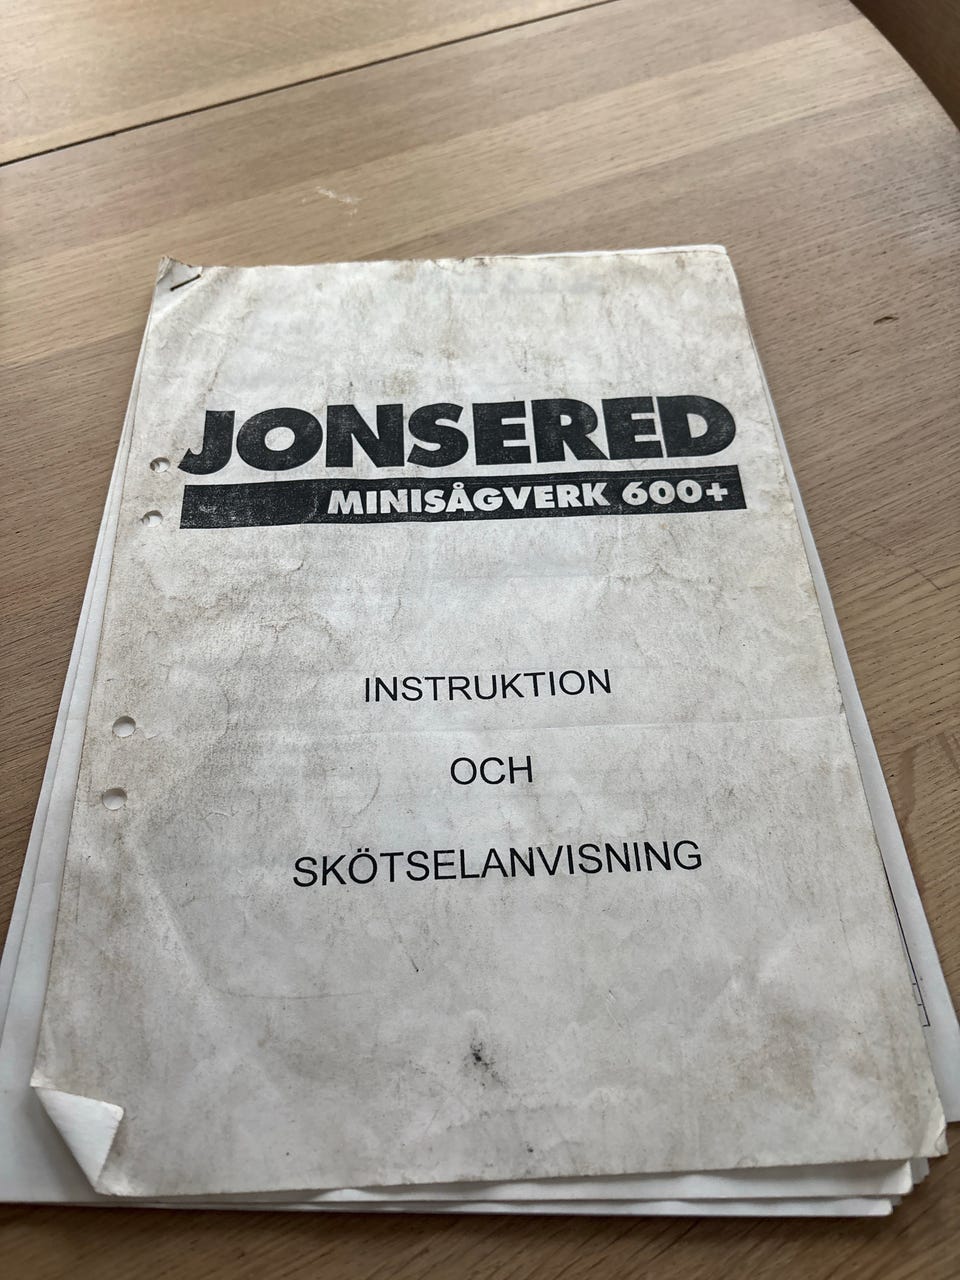 JONSERED
MINISÅGVERK 600+
INSTRUKTION
OCH
SKÖTSELANVISNING